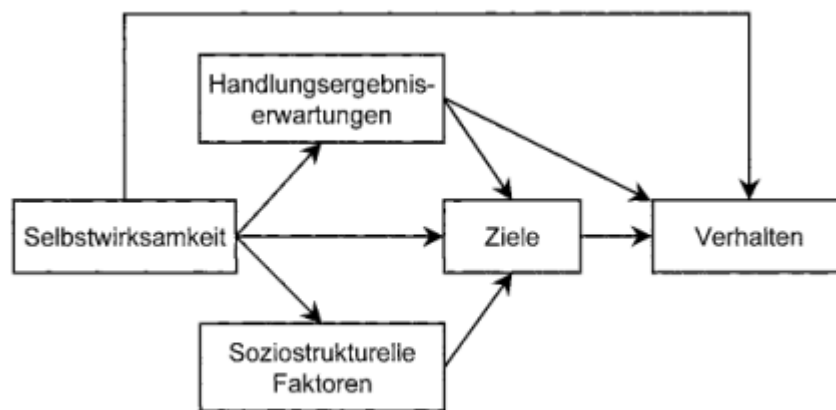 Handlungsergebnis-
erwartungen
Selbstwirksamkeit
Ziele
Verhalten
Soziostrukturelle
Faktoren